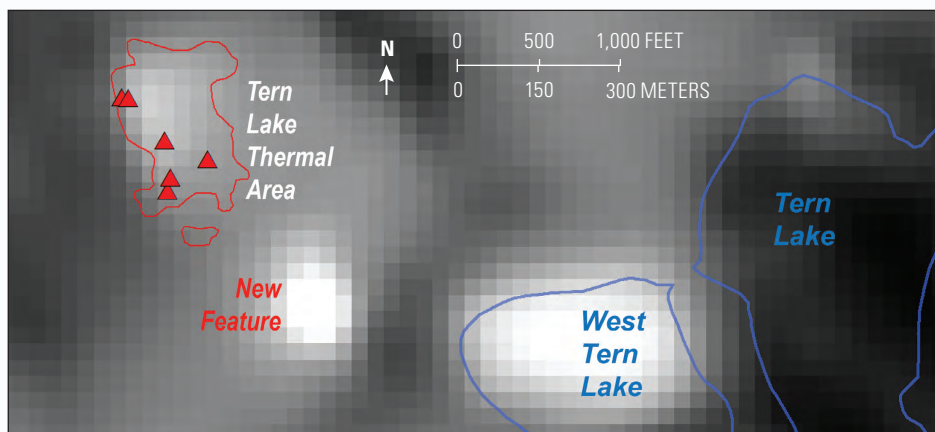 Tern
Lake
Thermal
Area
N
0 500 1,000 FEET
0 150 300 METERS
New
Feature
West
Tern
Lake
Tern
Lake